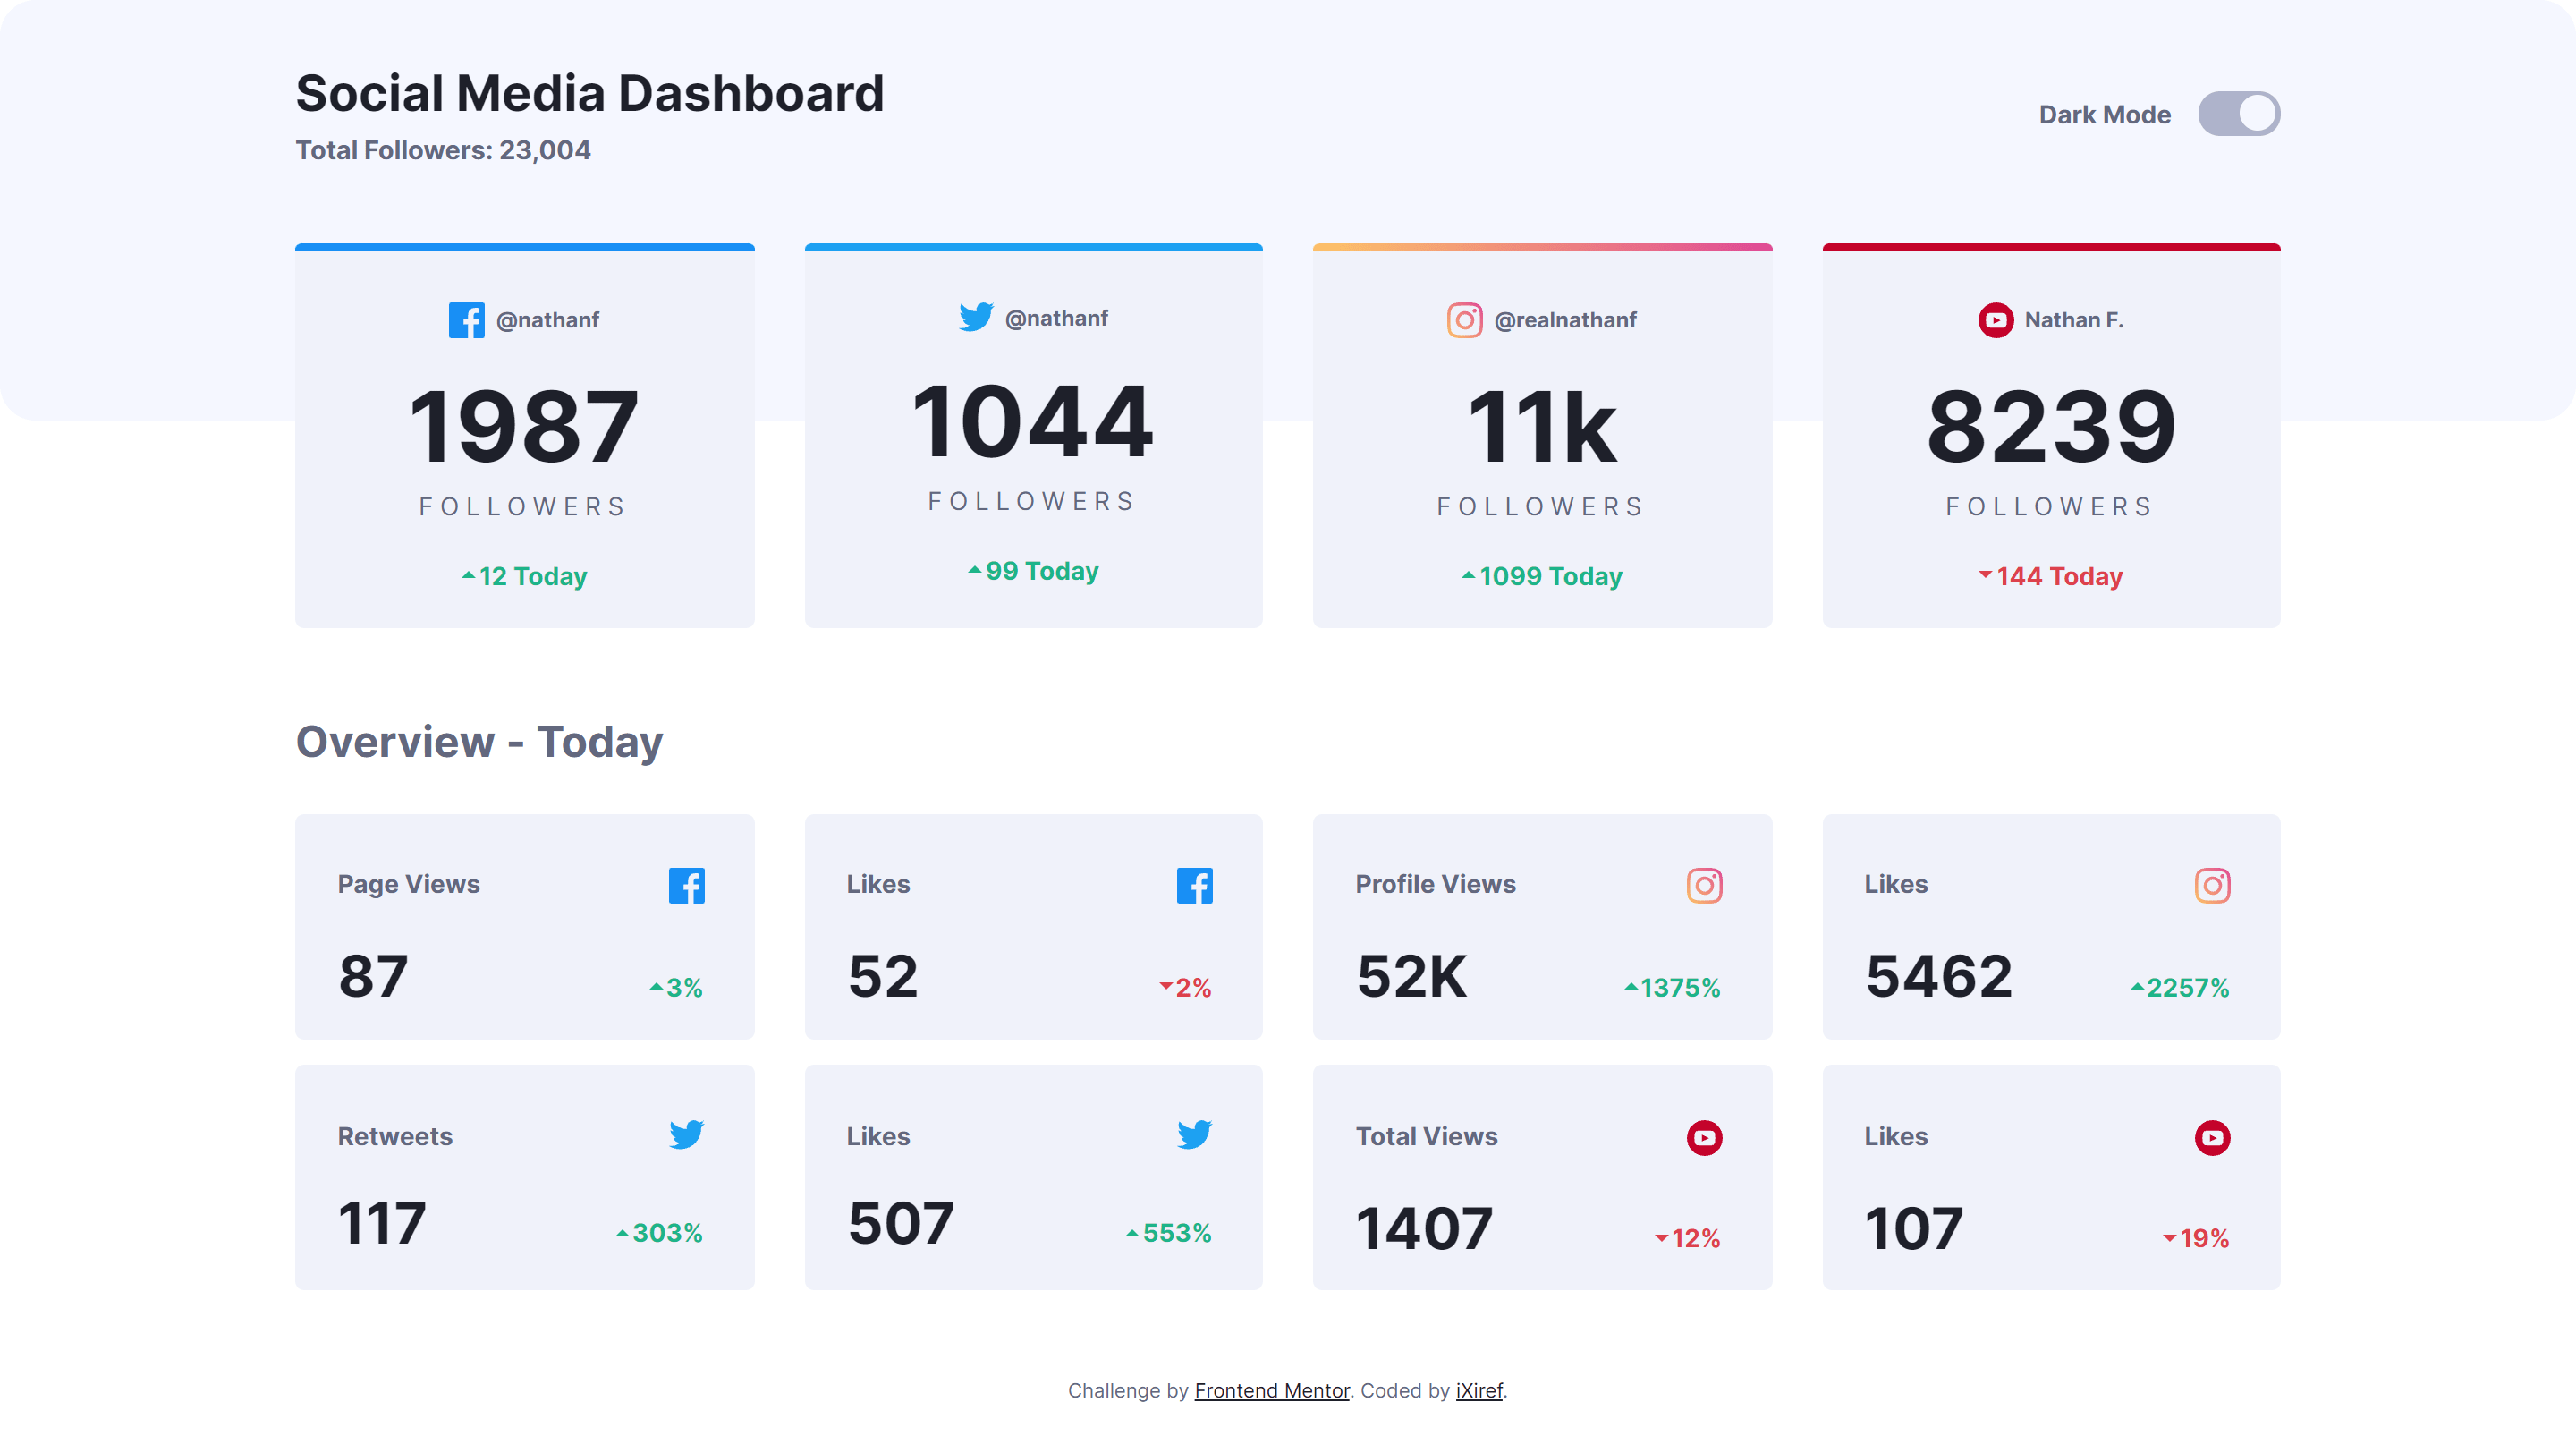 Social Media Dashboard
Total Followers: 23,004
Dark Mode
@nathanf
1987
FOLLOWERS
12 Today
@nathanf
1044
FOLLOWERS
99 Today
@realnathanf
11k
FOLLOWERS
1099 Today
Nathan F.
8239
FOLLOWERS
144 Today
Overview - Today
Page Views
87
3%
Likes
52
2%
Profile Views
52K
1375%
Likes
5462
2257%
Retweets
117
303%
Likes
507
553%
Total Views
1407
12%
Likes
107
19%
Challenge by Frontend Mentor. Coded by iXiref.